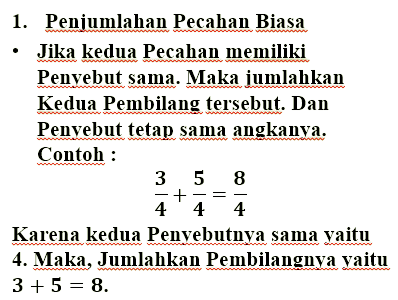 1. Penjumlahan Pecahan Biasa
• Jika kedua Pecahan memiliki
Penyebut sama. Maka jumlahkan
Kedua Pembilang tersebut. Dan
Penyebut tetap sama angkanya.
Contoh :
3/4 + 5/4 = 8/4
Karena kedua Penyebutnya sama yaitu
4. Maka, Jumlahkan Pembilangnya yaitu
3 + 5 = 8.